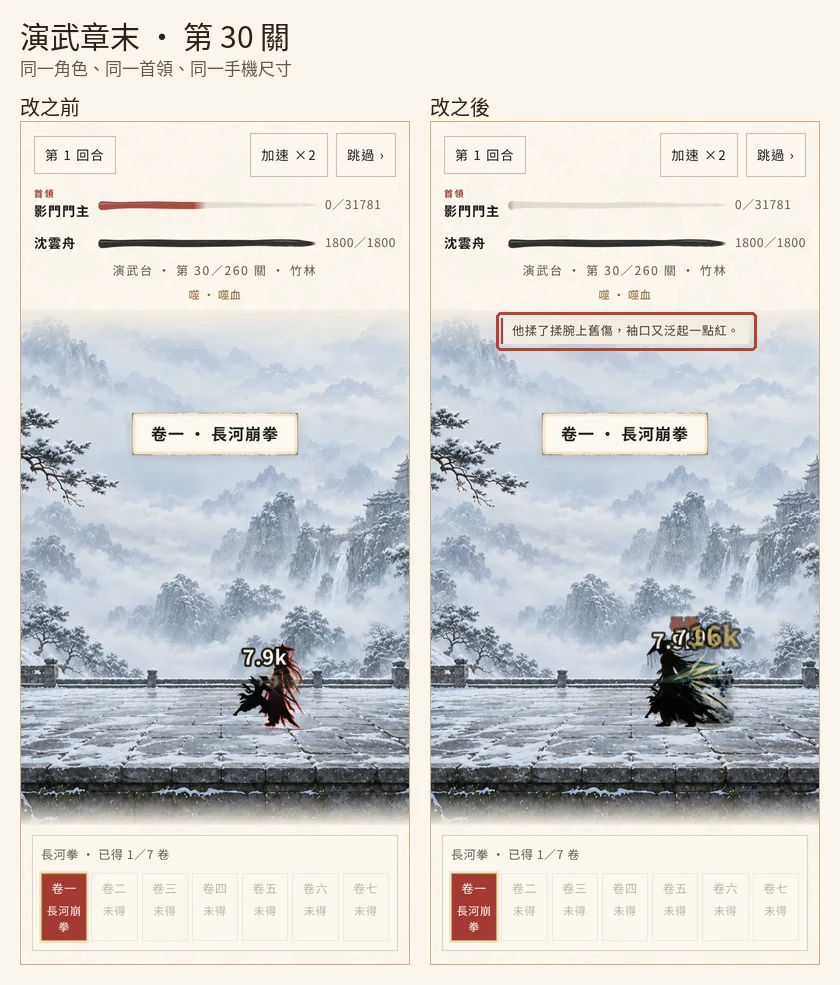 演武章末 · 第 30 關
同一角色、同一首領、同一手機尺寸
改之前
第 1 回合
加速 ×2
跳過 ›
首領
影門門主
0／31781
沈雲舟
1800／1800
演武台 · 第 30／260 關 · 竹林
噬 · 噬血
卷一 · 長河崩拳
7.9k
長河拳 · 已得 1／7 卷
卷一
長河崩
拳
卷二
未得
卷三
未得
卷四
未得
卷五
未得
卷六
未得
卷七
未得
改之後
第 1 回合
加速 ×2
跳過 ›
首領
影門門主
0／31781
沈雲舟
1800／1800
演武台 · 第 30／260 關 · 竹林
噬 · 噬血
他揉了揉腕上舊傷，袖口又泛起一點紅。
卷一 · 長河崩拳
16k
長河拳 · 已得 1／7 卷
卷一
長河崩
拳
卷二
未得
卷三
未得
卷四
未得
卷五
未得
卷六
未得
卷七
未得